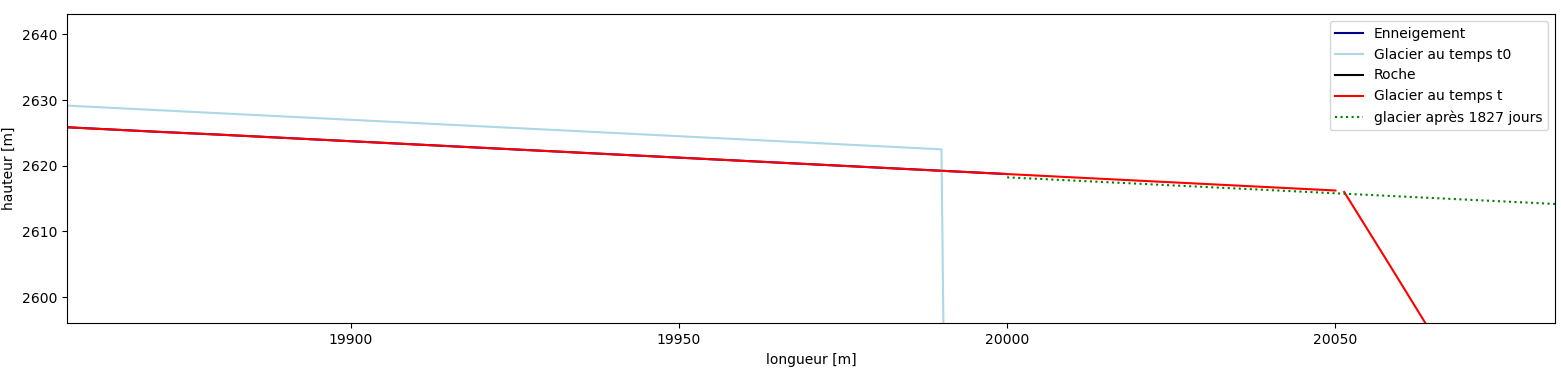 2640
2630
2620
2610
2600
hauteur [m]
19900
19950
20000
20050
longueur [m]
Enneigement
Glacier au temps t0
Roche
Glacier au temps t
glacier après 1827 jours